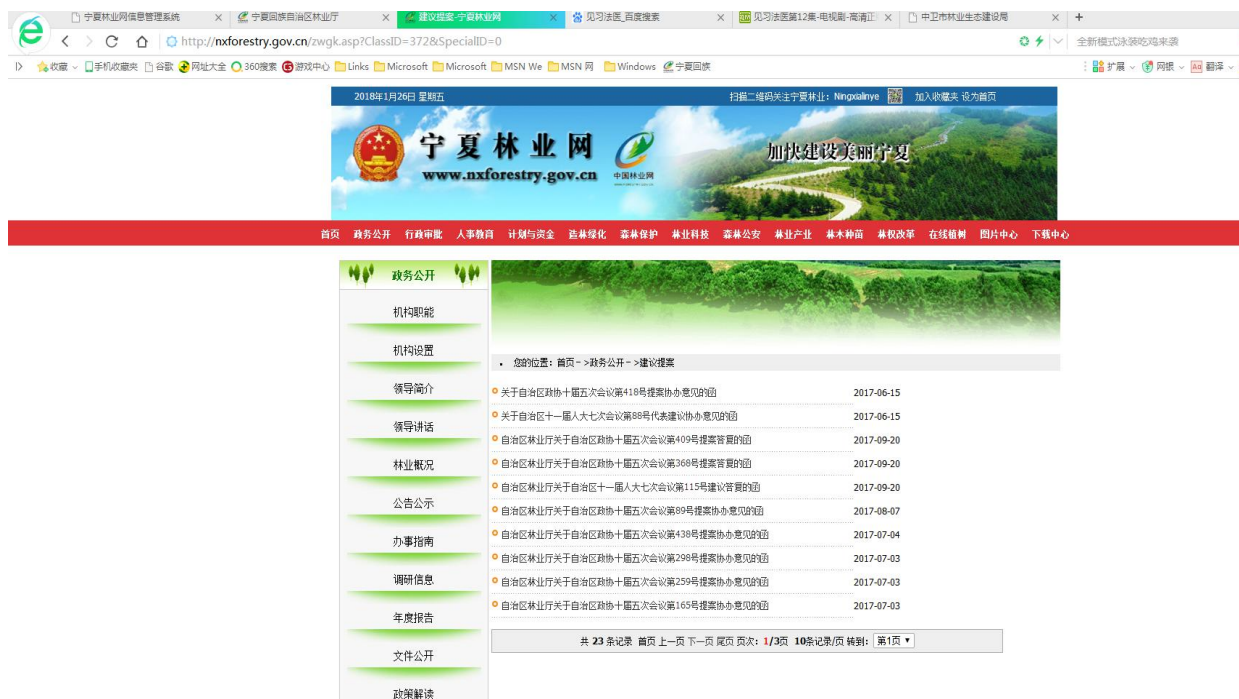 宁夏林业网信息管理系统 宁夏回族自治区林业厅 建议提案-宁夏林业网 见习法医_百度搜索 见习法医第12集-电视剧-高清正 中卫市林业生态建设局
http://nxforestry.gov.cn/zwgk.asp?ClassID=372&SpecialID=0 全新模式泳装吃鸡来袭
收藏 手机收藏夹 谷歌 网址大全 360搜索 游戏中心 Links Microsoft Microsoft MSN We MSN 网 Windows 宁夏回族 扩展 网银 翻译
2018年1月26日 星期五 扫描二维码关注宁夏林业:Ningxialinye 加入收藏夹 设为首页
宁夏林业网
www.nxforestry.gov.cn
中国林业网
加快建设美丽宁夏
首页 政务公开 行政审批 人事教育 计划与资金 造林绿化 森林保护 林业科技 森林公安 林业产业 林木种苗 林权改革 在线植树 图片中心 下载中心
政务公开
机构职能
机构设置
领导简介
领导讲话
林业概况
公告公示
办事指南
调研信息
年度报告
文件公开
政策解读
您的位置:首页->政务公开->建议提案
关于自治区政协十届五次会议第418号提案协办意见的函 2017-06-15
关于自治区十一届人大七次会议第88号代表建议协办意见的函 2017-06-15
自治区林业厅关于自治区政协十届五次会议第409号提案答复的函 2017-09-20
自治区林业厅关于自治区政协十届五次会议第368号提案答复的函 2017-09-20
自治区林业厅关于自治区十一届人大七次会议第115号建议答复的函 2017-09-20
自治区林业厅关于自治区政协十届五次会议第89号提案协办意见的函 2017-08-07
自治区林业厅关于自治区政协十届五次会议第438号提案协办意见的函 2017-07-04
自治区林业厅关于自治区政协十届五次会议第298号提案协办意见的函 2017-07-03
自治区林业厅关于自治区政协十届五次会议第259号提案协办意见的函 2017-07-03
自治区林业厅关于自治区政协十届五次会议第165号提案协办意见的函 2017-07-03
共 23 条记录 首页 上一页 下一页 尾页 页次:1/3页 10条记录/页 转到: 第1页